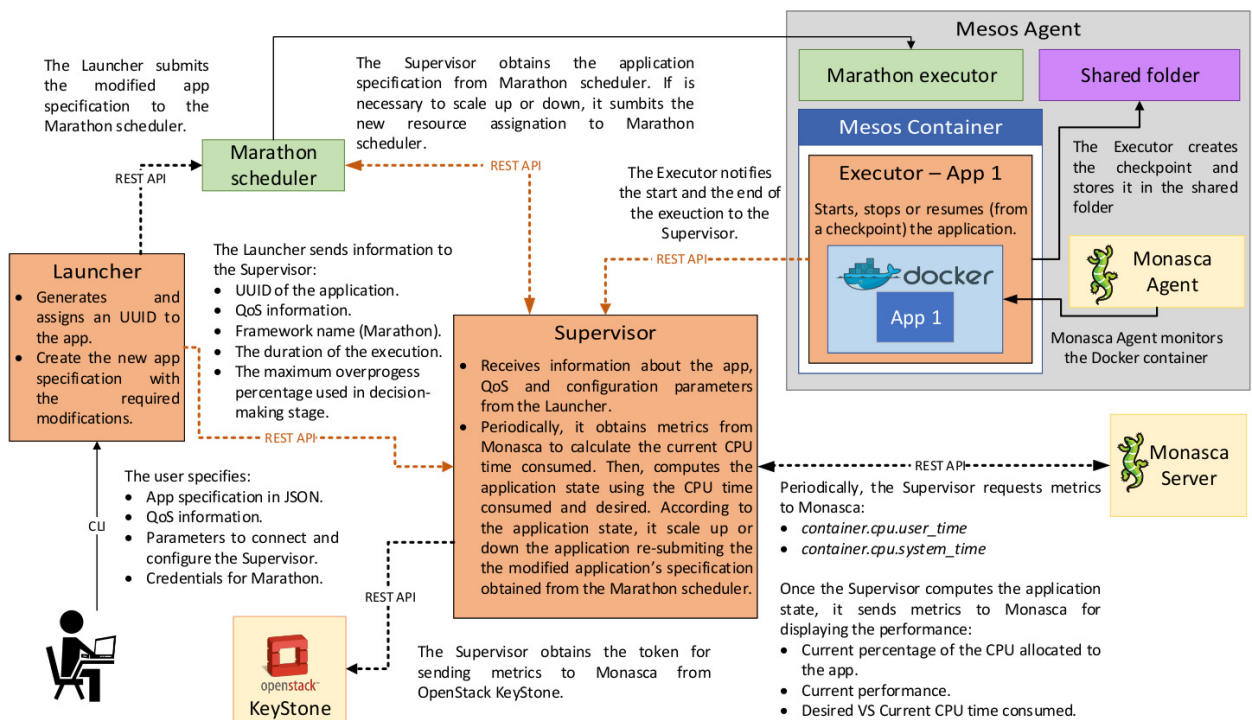 Mesos Agent
Marathon executor
Shared folder
The Launcher submits
the modified app
specification to the
Marathon scheduler.
The Supervisor obtains the application
specification from Marathon scheduler. If is
necessary to scale up or down, it sumbits the
new resource assignation to Marathon
scheduler.
Marathon
scheduler
REST API
REST API
Mesos Container
Executor – App 1
Starts, stops or resumes (from
a checkpoint) the application.
docker
App 1
The Executor creates
the checkpoint and
stores it in the shared
folder
Monasca
Agent
Monasca Agent monitors
the Docker container
The Executor notifies
the start and the end of
the exeuction to the
Supervisor.
REST API
Launcher
• Generates and
assigns an UUID to
the app.
• Create the new app
specification with
the required
modifications.
The Launcher sends information to
the Supervisor:
• UUID of the application.
• QoS information.
• Framework name (Marathon).
• The duration of the execution.
• The maximum overprogess
percentage used in decision-
making stage.
REST API
Supervisor
• Receives information about the app,
QoS and configuration parameters
from the Launcher.
• Periodically, it obtains metrics from
Monasca to calculate the current CPU
time consumed. Then, computes the
application state using the CPU time
consumed and desired. According to
the application state, it scale up or
down the application re-submiting the
the modified application's specification
obtained from the Marathon scheduler.
REST API
Monasca
Server
Periodically, the Supervisor requests metrics
to Monasca:
• container.cpu.user_time
• container.cpu.system_time
Once the Supervisor computes the application
state, it sends metrics to Monasca for
displaying the performance:
• Current percentage of the CPU allocated to
the app.
• Current performance.
• Desired VS Current CPU time consumed.
CLI
The user specifies:
• App specification in JSON.
• QoS information.
• Parameters to connect and
configure the Supervisor.
• Credentials for Marathon.
REST API
openstack
KeyStone
The Supervisor obtains the token for
sending metrics to Monasca from
OpenStack KeyStone.